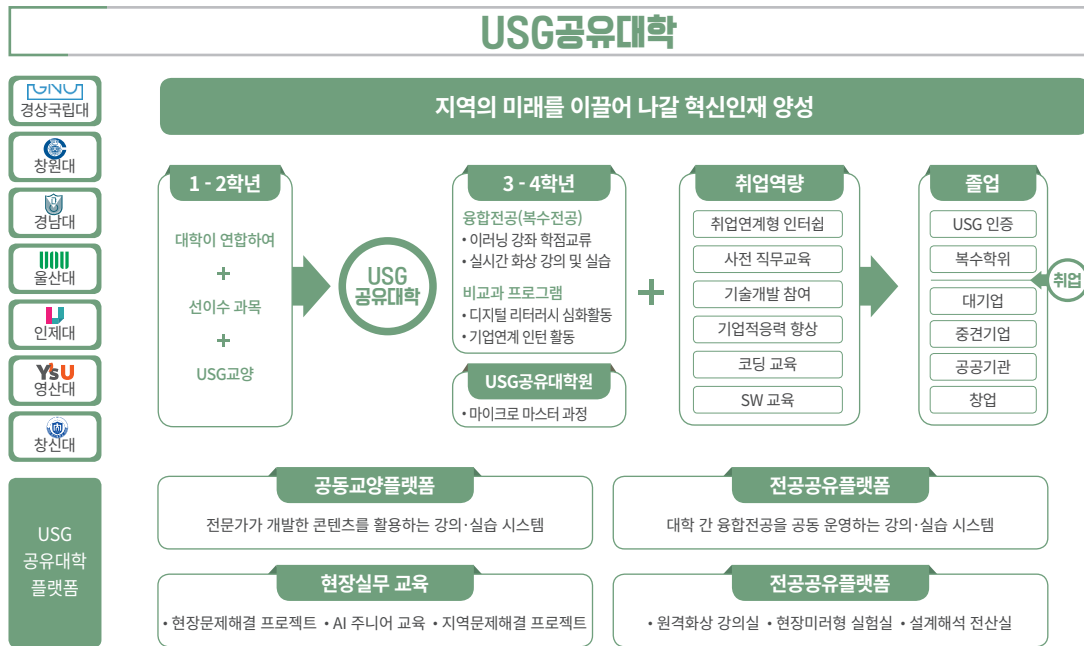 USG공유대학
GNU
경상국립대
창원대
경남대
울산대
인제대
YsU
영산대
창신대
USG
공유대학
플랫폼
지역의 미래를 이끌어 나갈 혁신인재 양성
1 - 2학년
대학이 연합하여
+
선이수 과목
+
USG교양
USG
공유대학
3 - 4학년
융합전공(복수전공)
• 이러닝 강좌 학점교류
• 실시간 화상 강의 및 실습
비교과 프로그램
• 디지털 리터러시 심화활동
• 기업연계 인턴 활동
USG공유대학원
• 마이크로 마스터 과정
+
취업역량
취업연계형 인터쉽
사전 직무교육
기술개발 참여
기업적응력 향상
코딩 교육
SW 교육
졸업
USG 인증
복수학위
취업
대기업
중견기업
공공기관
창업
공동교양플랫폼
전문가가 개발한 콘텐츠를 활용하는 강의·실습 시스템
전공공유플랫폼
대학 간 융합전공을 공동 운영하는 강의·실습 시스템
현장실무 교육
• 현장문제해결 프로젝트 • AI 주니어 교육 • 지역문제해결 프로젝트
전공공유플랫폼
• 원격화상 강의실 • 현장미러형 실험실 • 설계해석 전산실